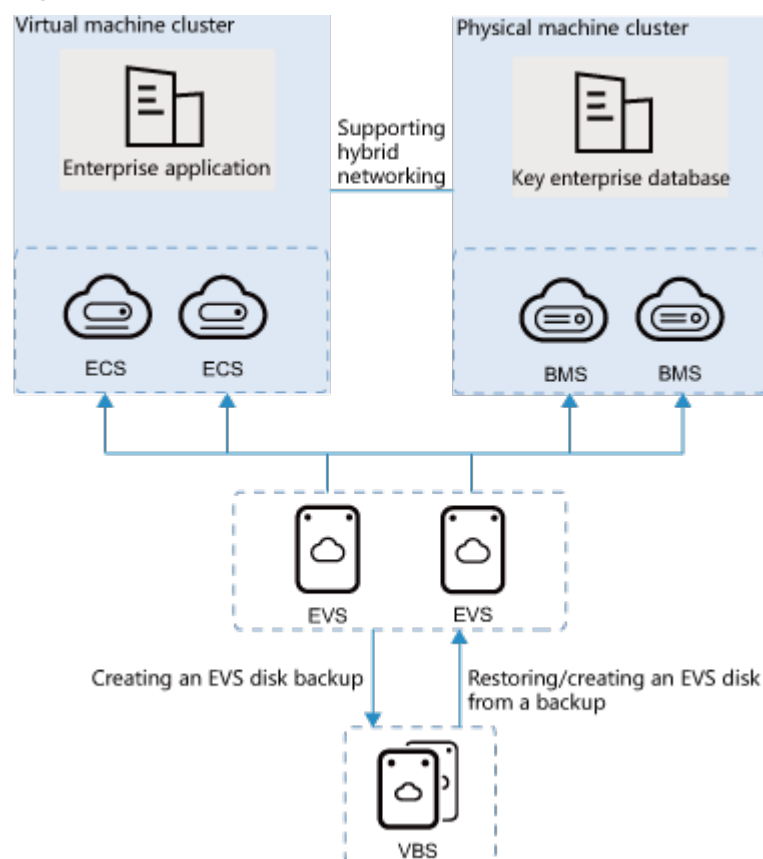 Virtual machine cluster
Physical machine cluster
Enterprise application
Supporting
hybrid
networking
Key enterprise database
ECS
ECS
BMS
BMS
EVS
EVS
Creating an EVS disk backup
Restoring/creating an EVS disk
from a backup
VBS